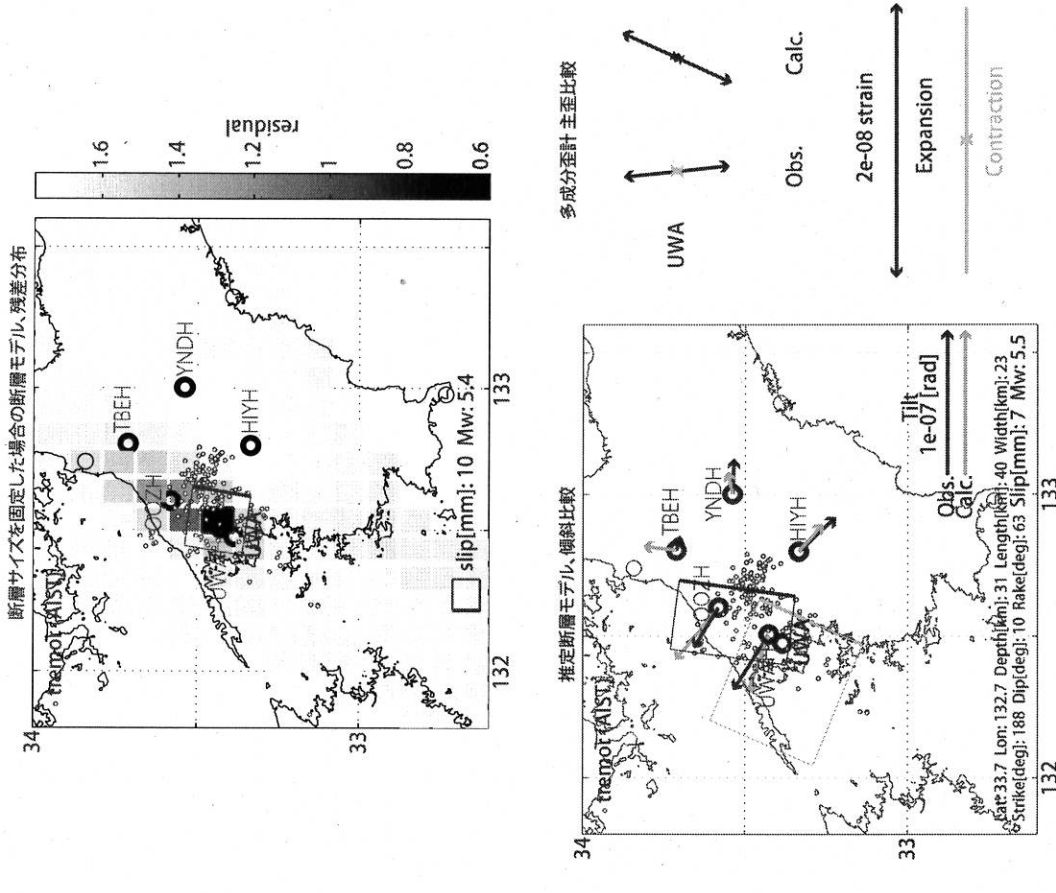 断層サイズを固定した場合の断層モデル、残差分布
34
33
132
133
tremor [AIST]
TBEH
OOZH
YNDH
HIYH
UWA
slip[mm]: 10 Mw: 5.4
residual
1.6
1.4
1.2
1
0.8
0.6
推定断層モデル、傾斜比較
34
33
132
133
tremor [AIST]
TBEH
YNDH
HIYH
UWA
Tilt
1e-07 [rad]
Obs.
Calc.
Lat: 33.7 Lon: 132.7 Depth[km]: 31 Length[km]: 40 Width[km]: 23
Strike[deg]: 188 Dip[deg]: 10 Rake[deg]: 63 Slip[mm]: 7 Mw: 5.5
多成分歪計 主歪比較
UWA
Obs.
Calc.
2e-08 strain
Expansion
Contraction